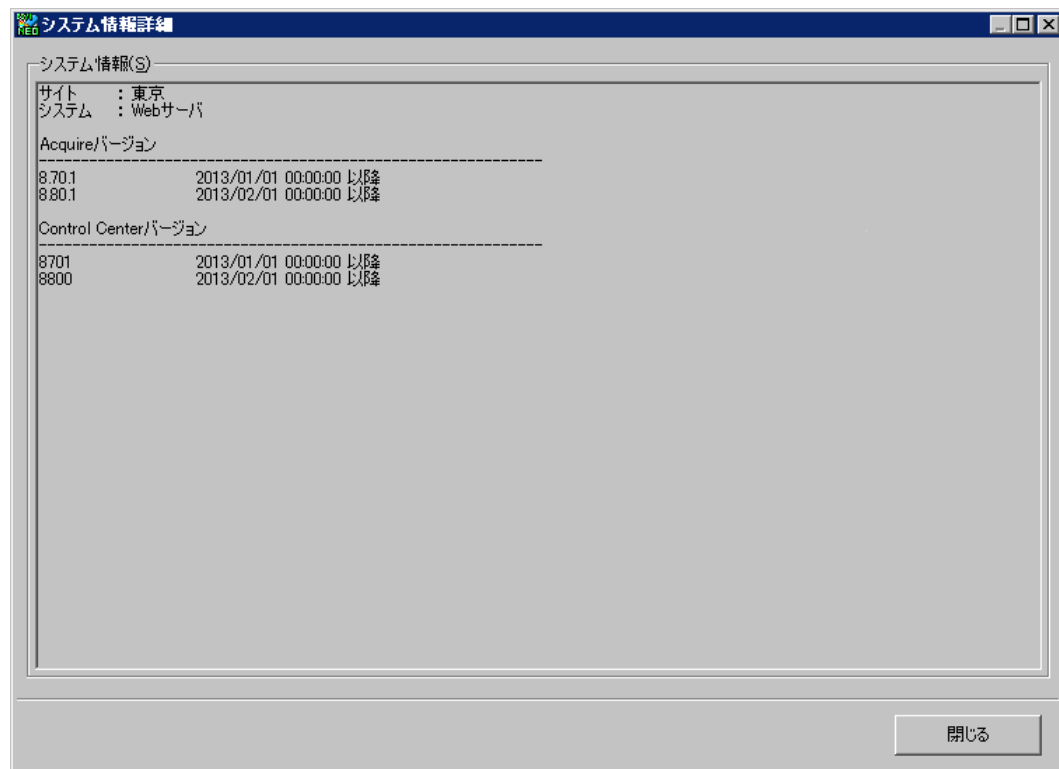 システム情報詳細
システム情報(S)
サイト : 東京
システム : Webサーバ
Acquireバージョン
------------------------------------------------------------
8.70.1 2013/01/01 00:00:00 以降
8.80.1 2013/02/01 00:00:00 以降
Control Centerバージョン
------------------------------------------------------------
8701 2013/01/01 00:00:00 以降
8800 2013/02/01 00:00:00 以降
閉じる